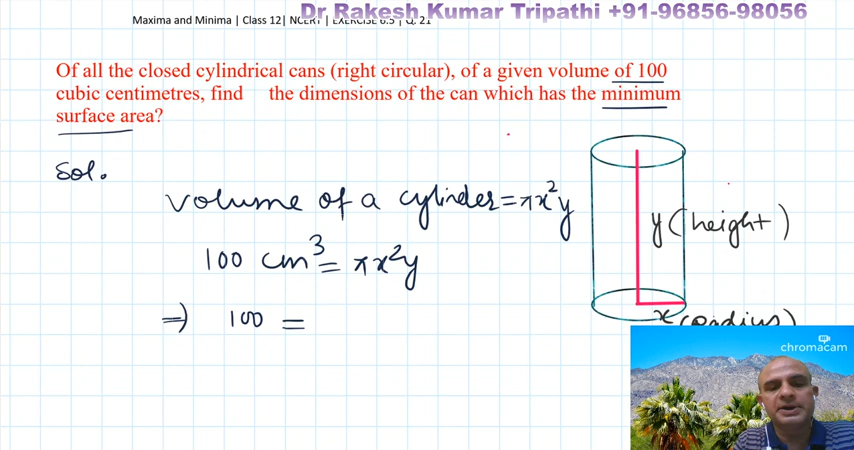 Dr Rakesh Kumar Tripathi +91-96856-98056
Maxima and Minima | Class 12| NCERT | EXERCISE 6.5 | Q. 21
Of all the closed cylindrical cans (right circular), of a given volume of 100
cubic centimetres, find the dimensions of the can which has the minimum
surface area?
Sol.
Volume of a cylinder = πx²y
100 cm³ = πx²y
⇒ 100 =
y (height)
x (radius)
chromacam